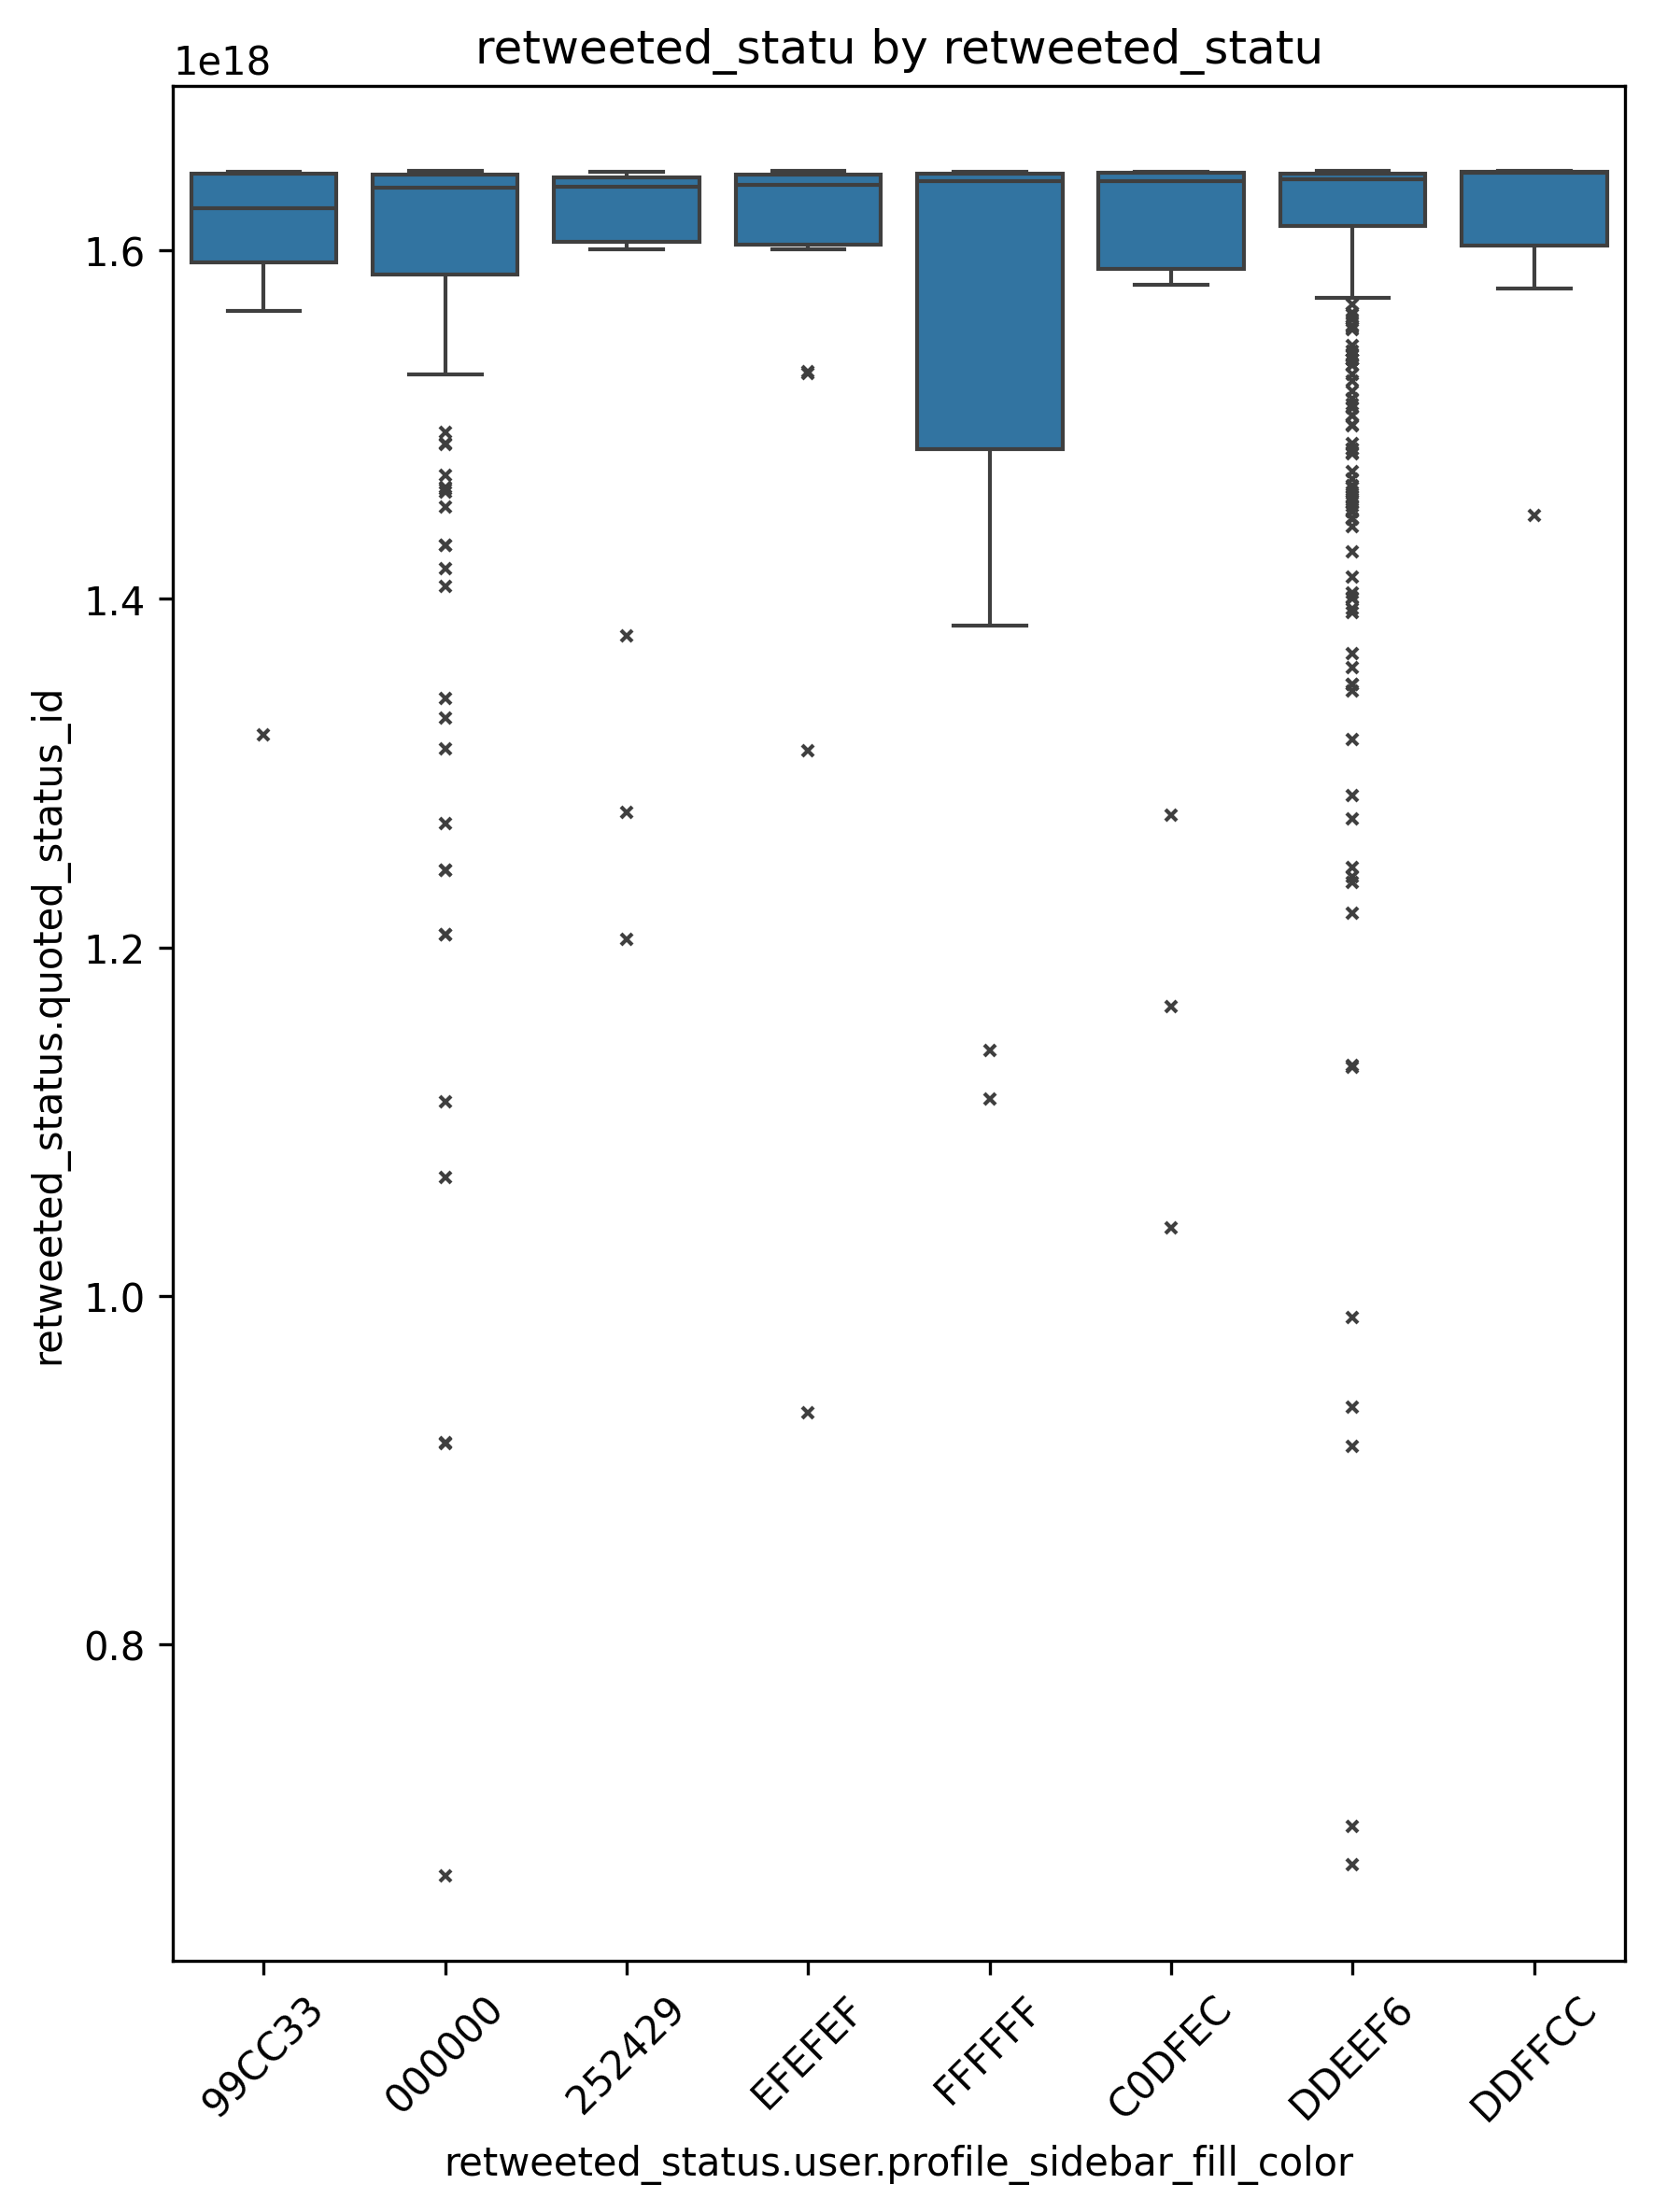 retweeted_statu by retweeted_statu
1e18
1.6
1.4
1.2
1.0
0.8
retweeted_status.quoted_status_id
99CC33
000000
252429
EFEFEF
FFFFFF
C0DFEC
DDEEF6
DDFFCC
retweeted_status.user.profile_sidebar_fill_color